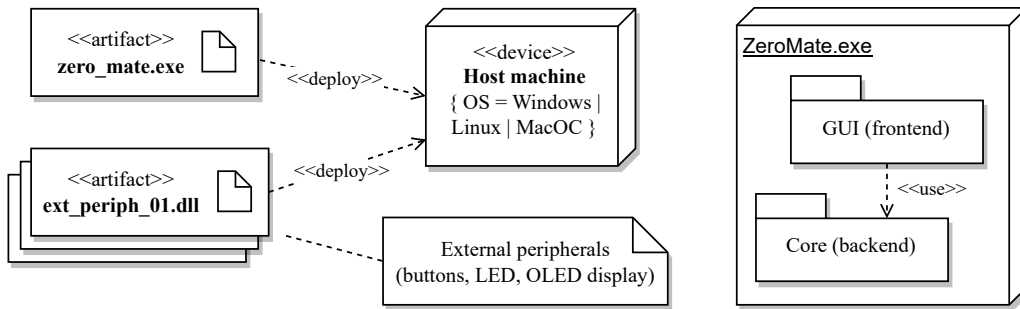 <<artifact>>
zero_mate.exe
<<deploy>>
<<device>>
Host machine
{ OS = Windows |
Linux | MacOC }
<<artifact>>
ext_periph_01.dll
<<deploy>>
External peripherals
(buttons, LED, OLED display)
ZeroMate.exe
GUI (frontend)
<<use>>
Core (backend)